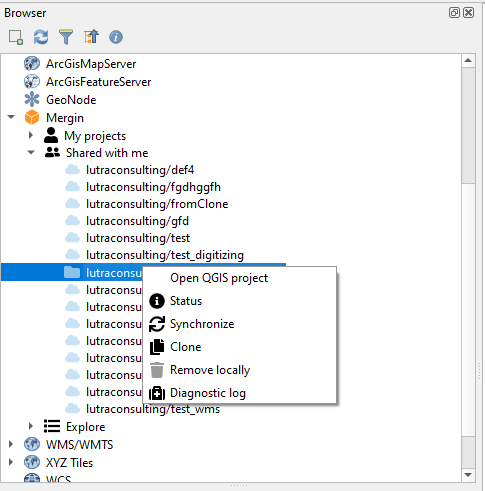 Browser
ArcGisMapServer
ArcGisFeatureServer
GeoNode
Mergin
My projects
Shared with me
lutraconsulting/def4
lutraconsulting/fgdhggfh
lutraconsulting/fromClone
lutraconsulting/gfd
lutraconsulting/test
lutraconsulting/test_digitizing
lutraconsu
Open QGIS project
lutraconsu
Status
lutraconsu
Synchronize
lutraconsu
Clone
lutraconsu
Remove locally
lutraconsu
Diagnostic log
lutraconsu
lutraconsulting/test_wms
Explore
WMS/WMTS
XYZ Tiles
WCS